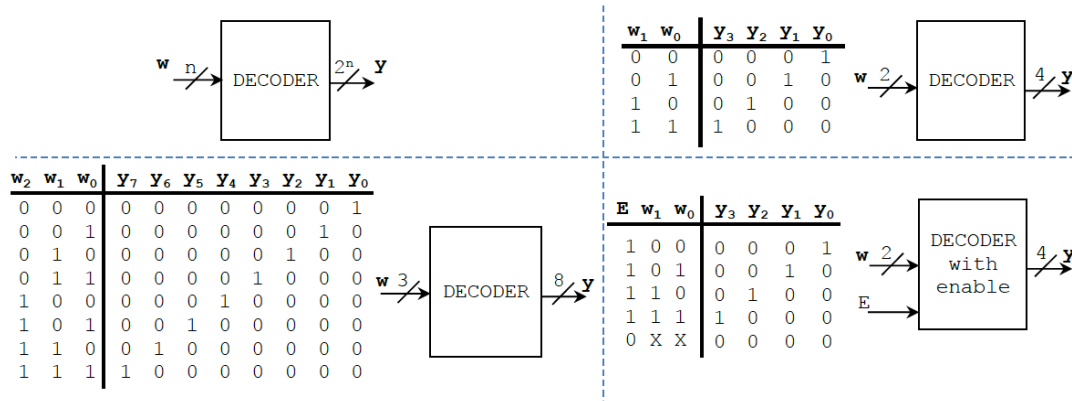 w n DECODER 2ⁿ y
w₁ w₀ y₃ y₂ y₁ y₀
0 0 0 0 0 1
0 1 0 0 1 0
1 0 0 1 0 0
1 1 1 0 0 0
w 2 DECODER 4 y
w₂ w₁ w₀ y₇ y₆ y₅ y₄ y₃ y₂ y₁ y₀
0 0 0 0 0 0 0 0 0 0 1
0 0 1 0 0 0 0 0 0 1 0
0 1 0 0 0 0 0 0 1 0 0
0 1 1 0 0 0 0 1 0 0 0
1 0 0 0 0 0 1 0 0 0 0
1 0 1 0 0 1 0 0 0 0 0
1 1 0 0 1 0 0 0 0 0 0
1 1 1 1 0 0 0 0 0 0 0
w 3 DECODER 8 y
E w₁ w₀ y₃ y₂ y₁ y₀
1 0 0 0 0 0 1
1 0 1 0 0 1 0
1 1 0 0 1 0 0
1 1 1 1 0 0 0
0 X X 0 0 0 0
w 2 DECODER 4 y
with
enable
E